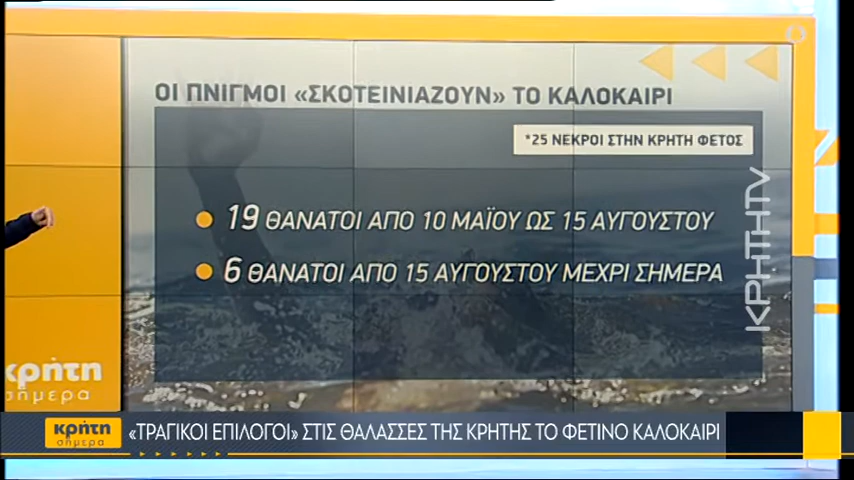 ΟΙ ΠΝΙΓΜΟΙ «ΣΚΟΤΕΙΝΙΑΖΟΥΝ» ΤΟ ΚΑΛΟΚΑΙΡΙ
*25 ΝΕΚΡΟΙ ΣΤΗΝ ΚΡΗΤΗ ΦΕΤΟΣ
19 ΘΑΝΑΤΟΙ ΑΠΟ 10 ΜΑΪΟΥ ΩΣ 15 ΑΥΓΟΥΣΤΟΥ
6 ΘΑΝΑΤΟΙ ΑΠΟ 15 ΑΥΓΟΥΣΤΟΥ ΜΕΧΡΙ ΣΗΜΕΡΑ
ΚΡΗΤΗTV
κρήτη
σήμερα
κρήτη
σήμερα
«ΤΡΑΓΙΚΟΙ ΕΠΙΛΟΓΟΙ» ΣΤΙΣ ΘΑΛΑΣΣΕΣ ΤΗΣ ΚΡΗΤΗΣ ΤΟ ΦΕΤΙΝΟ ΚΑΛΟΚΑΙΡΙ